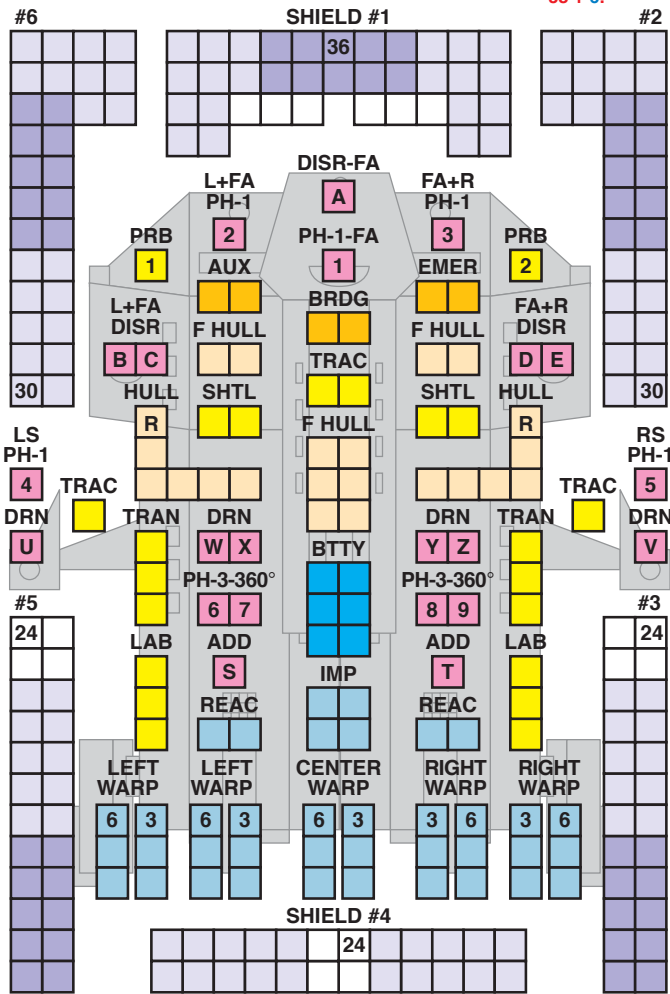 #6 SHIELD #1 #2
36
DISR-FA
A
L+FA
PH-1
2
FA+R
PH-1
3
PRB
1
PH-1-FA
1
PRB
2
AUX
EMER
BRDG
L+FA
DISR
B C
F HULL
F HULL
FA+R
DISR
D E
TRAC
30
30
HULL
R
SHTL
SHTL
HULL
R
F HULL
LS
PH-1
4
RS
PH-1
5
TRAC
TRAC
DRN
U
TRAN
DRN
W X
DRN
Y Z
TRAN
DRN
V
BTTY
PH-3-360°
6 7
PH-3-360°
8 9
#5
24
#3
24
LAB
ADD
S
ADD
T
LAB
IMP
REAC
REAC
LEFT
WARP
LEFT
WARP
CENTER
WARP
RIGHT
WARP
RIGHT
WARP
6 3 6 3 6 3 3 6 3 6
SHIELD #4
24